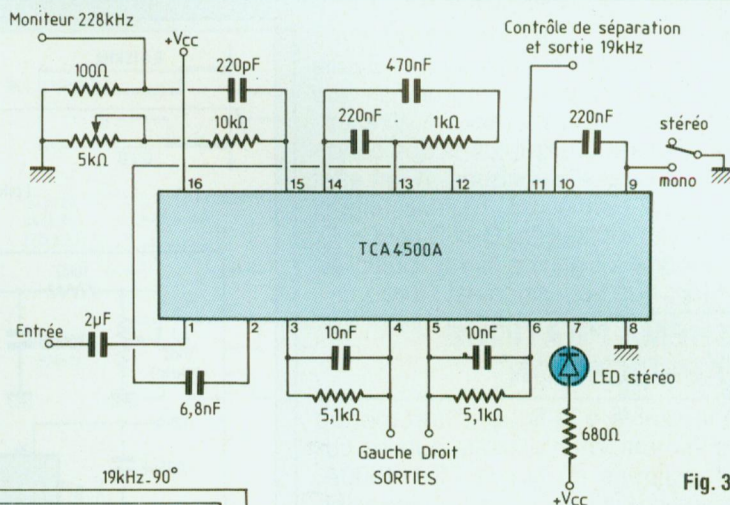 Moniteur 228kHz
+Vcc
Contrôle de séparation
et sortie 19kHz
100Ω
220pF
470nF
5kΩ
10kΩ
220nF
1kΩ
220nF
stéréo
mono
16
15
14
13
12
11
10
9
TCA4500A
Entrée
2µF
1
2
3
4
5
6
7
8
6,8nF
10nF
5,1kΩ
10nF
5,1kΩ
LED stéréo
680Ω
Gauche Droit
SORTIES
+Vcc
19kHz_90°
Fig. 3